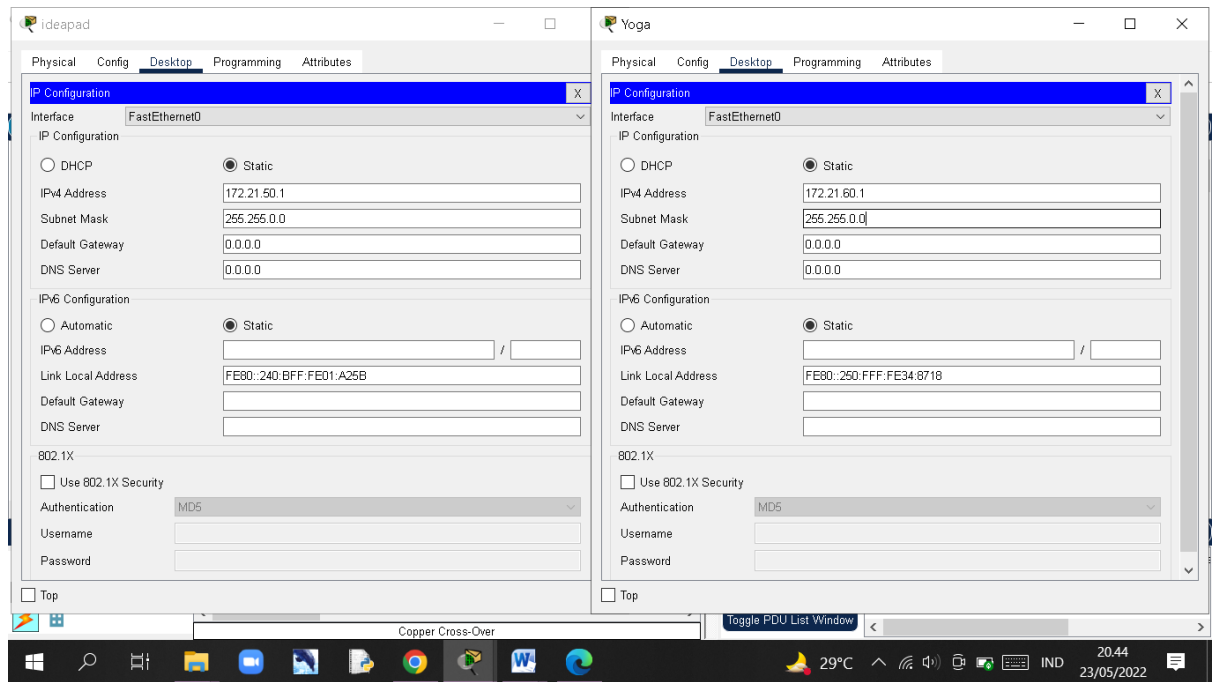 ideapad
Physical Config Desktop Programming Attributes
IP Configuration X
Interface FastEthernet0
IP Configuration
DHCP Static
IPv4 Address 172.21.50.1
Subnet Mask 255.255.0.0
Default Gateway 0.0.0.0
DNS Server 0.0.0.0
IPv6 Configuration
Automatic Static
IPv6 Address /
Link Local Address FE80::240:BFF:FE01:A25B
Default Gateway
DNS Server
802.1X
Use 802.1X Security
Authentication MD5
Username
Password
Top
Yoga
Physical Config Desktop Programming Attributes
IP Configuration X
Interface FastEthernet0
IP Configuration
DHCP Static
IPv4 Address 172.21.60.1
Subnet Mask 255.255.0.0
Default Gateway 0.0.0.0
DNS Server 0.0.0.0
IPv6 Configuration
Automatic Static
IPv6 Address /
Link Local Address FE80::250:FFF:FE34:8718
Default Gateway
DNS Server
802.1X
Use 802.1X Security
Authentication MD5
Username
Password
Top
Copper Cross-Over
Toggle PDU List Window
29°C IND 20.44
23/05/2022